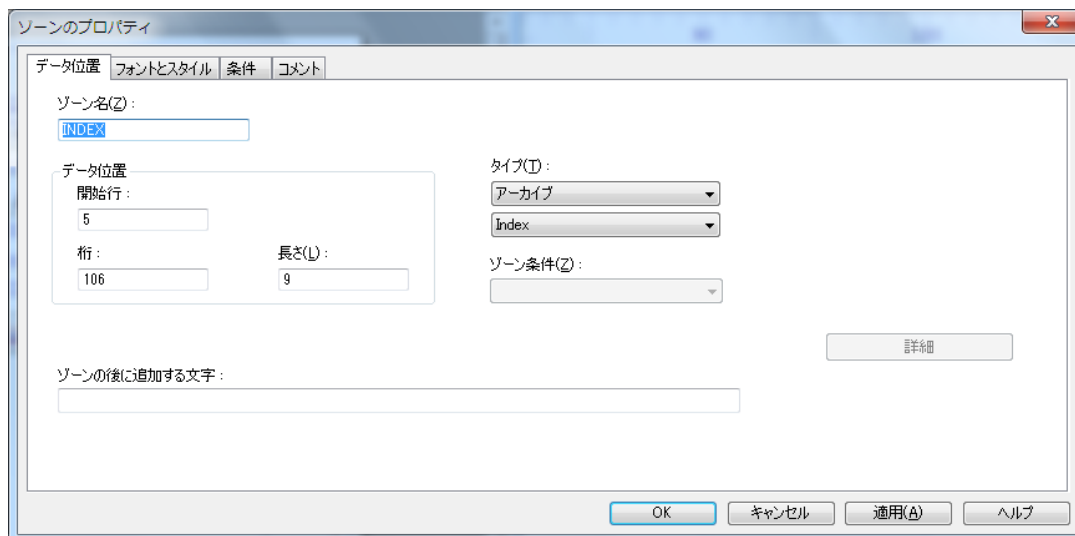 ゾーンのプロパティ
データ位置 フォントとスタイル 条件 コメント
ゾーン名(Z):
INDEX
データ位置
開始行:
5
桁:
106
長さ(L):
9
タイプ(T):
アーカイブ
Index
ゾーン条件(Z):
詳細
ゾーンの後に追加する文字:
OK キャンセル 適用(A) ヘルプ